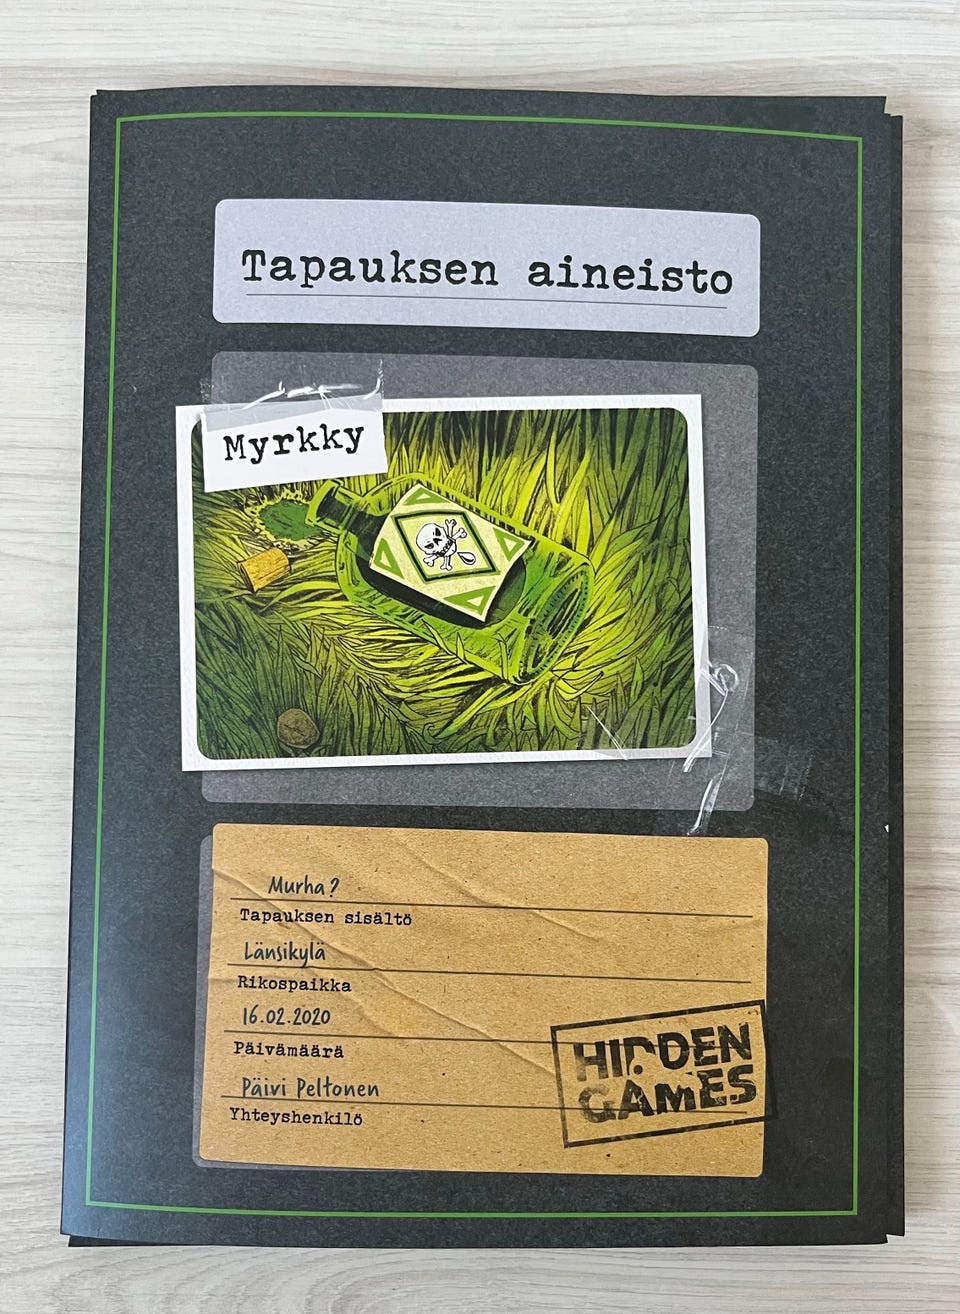 Tapauksen aineisto
Myrkky
Murha?
Tapauksen sisältö
Länsikylä
Rikospaikka
16.02.2020
Päivämäärä
Päivi Peltonen
Yhteyshenkilö
HIDDEN
GAMES